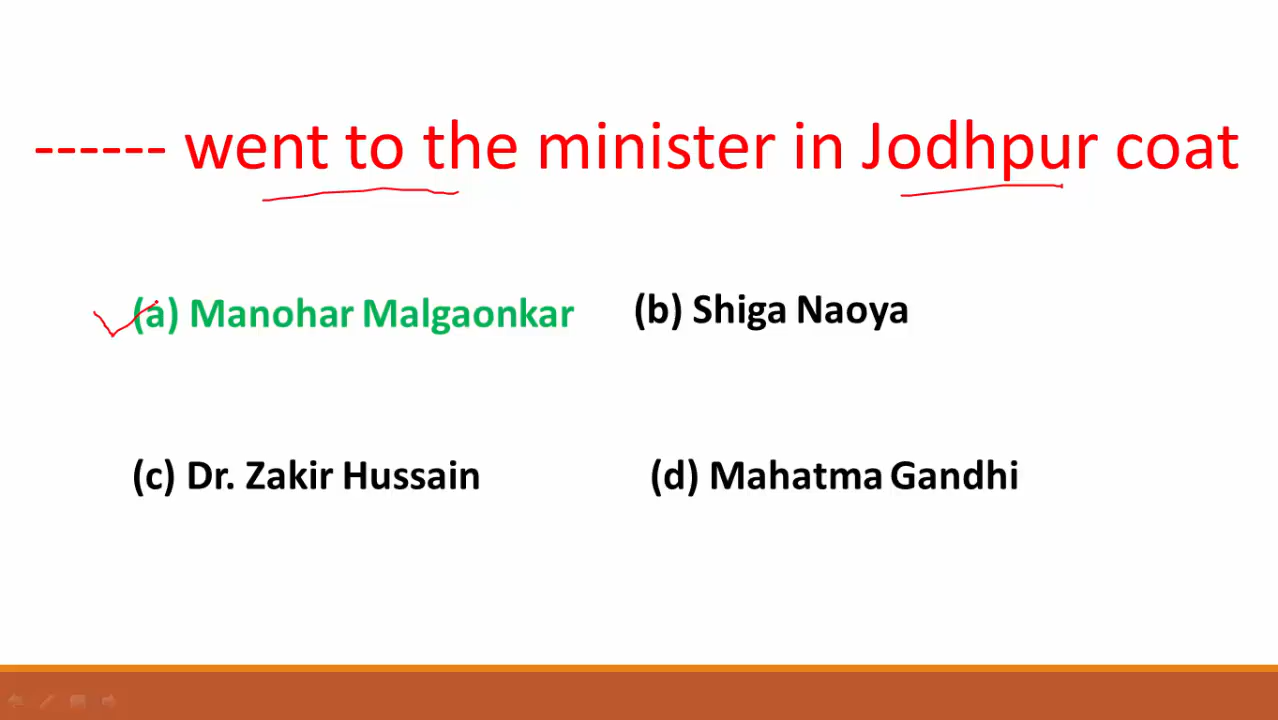 ------ went to the minister in Jodhpur coat
(a) Manohar Malgaonkar (b) Shiga Naoya
(c) Dr. Zakir Hussain (d) Mahatma Gandhi